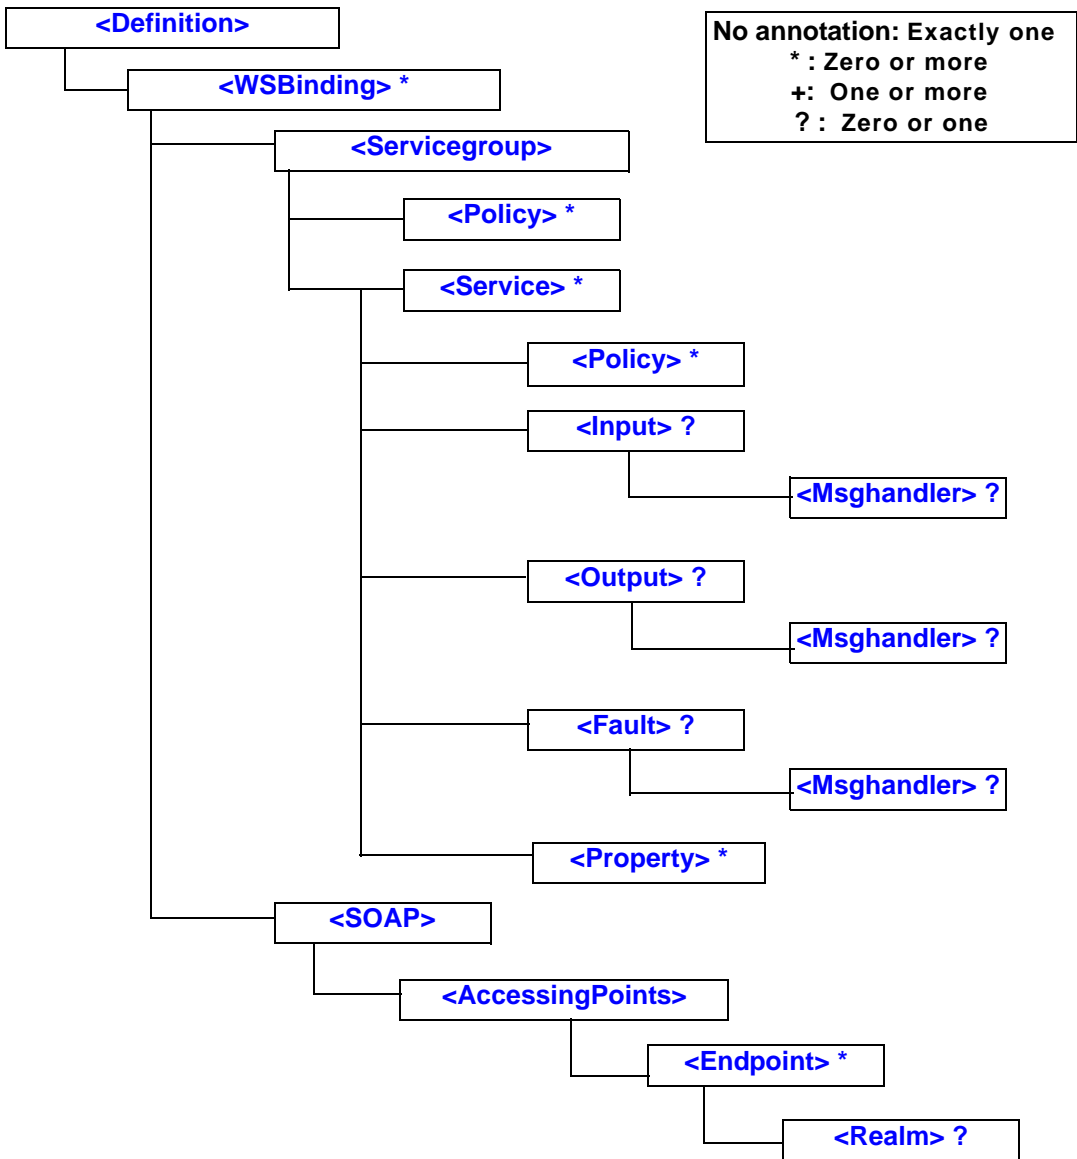 <Definition>
<WSBinding> *
<Servicegroup>
<Policy> *
<Service> *
<Policy> *
<Input> ?
<Msghandler> ?
<Output> ?
<Msghandler> ?
<Fault> ?
<Msghandler> ?
<Property> *
<SOAP>
<AccessingPoints>
<Endpoint> *
<Realm> ?
No annotation: Exactly one
* : Zero or more
+: One or more
? : Zero or one